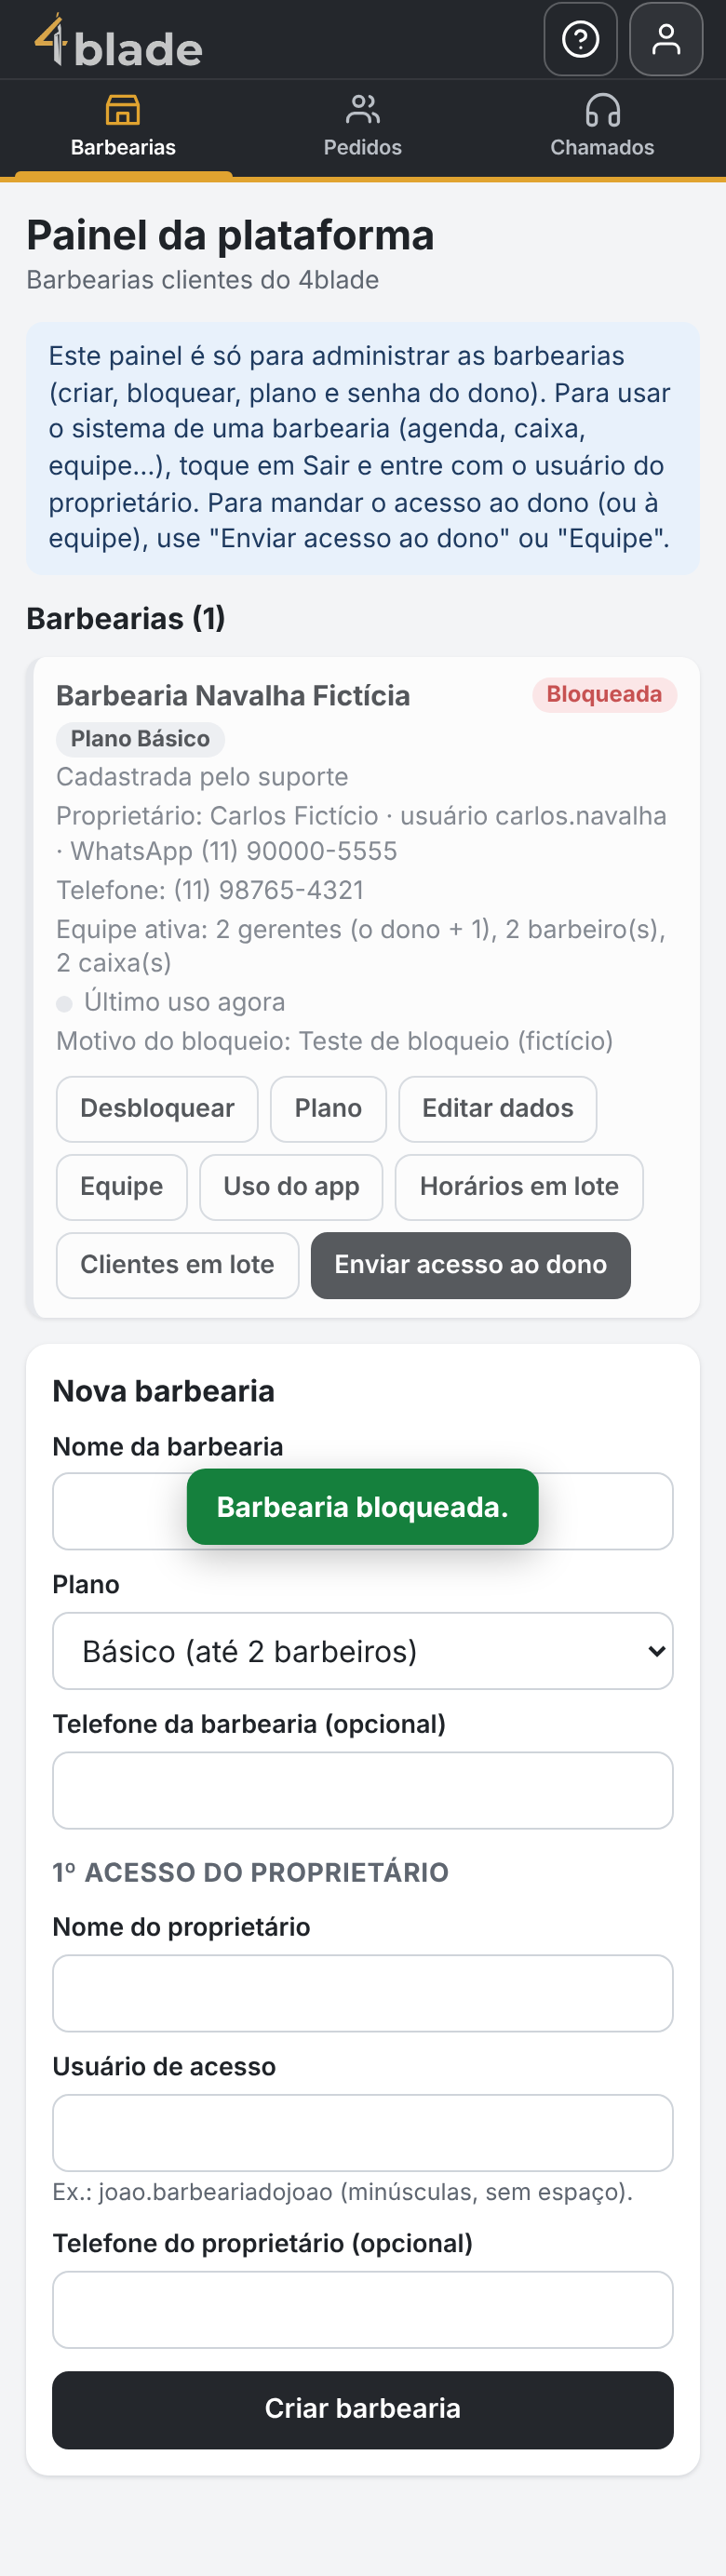 4blade
Barbearias
Pedidos
Chamados
Painel da plataforma
Barbearias clientes do 4blade
Este painel é só para administrar as barbearias
(criar, bloquear, plano e senha do dono). Para usar
o sistema de uma barbearia (agenda, caixa,
equipe...), toque em Sair e entre com o usuário do
proprietário. Para mandar o acesso ao dono (ou à
equipe), use "Enviar acesso ao dono" ou "Equipe".
Barbearias (1)
Barbearia Navalha Fictícia
Bloqueada
Plano Básico
Cadastrada pelo suporte
Proprietário: Carlos Fictício · usuário carlos.navalha
· WhatsApp (11) 90000-5555
Telefone: (11) 98765-4321
Equipe ativa: 2 gerentes (o dono + 1), 2 barbeiro(s),
2 caixa(s)
Último uso agora
Motivo do bloqueio: Teste de bloqueio (fictício)
Desbloquear
Plano
Editar dados
Equipe
Uso do app
Horários em lote
Clientes em lote
Enviar acesso ao dono
Nova barbearia
Nome da barbearia
Barbearia bloqueada.
Plano
Básico (até 2 barbeiros)
Telefone da barbearia (opcional)
1º ACESSO DO PROPRIETÁRIO
Nome do proprietário
Usuário de acesso
Ex.: joao.barbeariadojoao (minúsculas, sem espaço).
Telefone do proprietário (opcional)
Criar barbearia